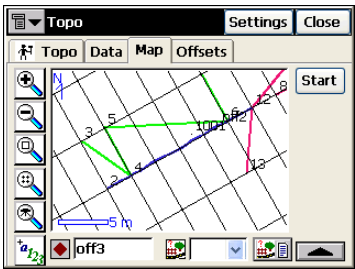 Topo Settings Close
Topo Data Map Offsets
Start
N
8
12
5
6
off2
1001
3
13
4
2
5 m
+a123
off3